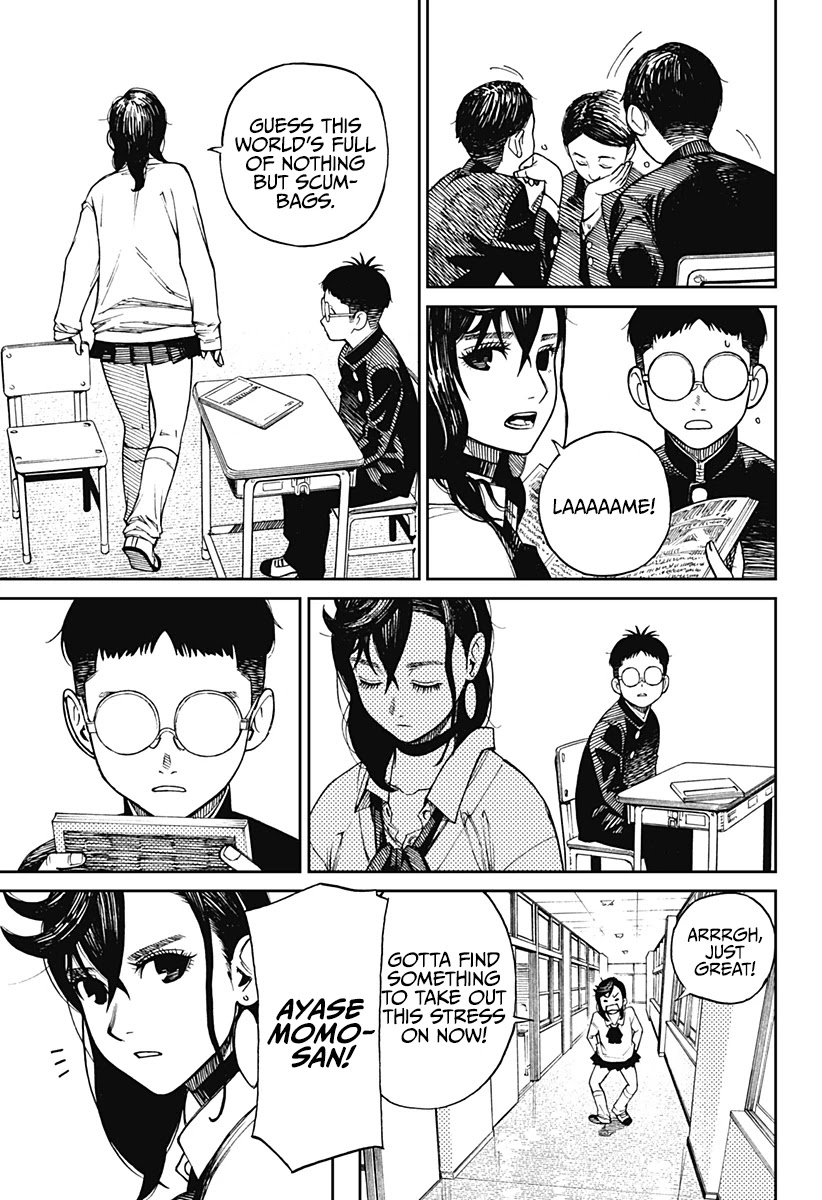 LAAAAAME!
GUESS THIS
WORLD'S FULL
OF NOTHING
BUT SCUM-
BAGS.
ARRRGH,
JUST
GREAT!
GOTTA FIND
SOMETHING
TO TAKE OUT
THIS STRESS
ON NOW!
AYASE
MOMO-
SAN!